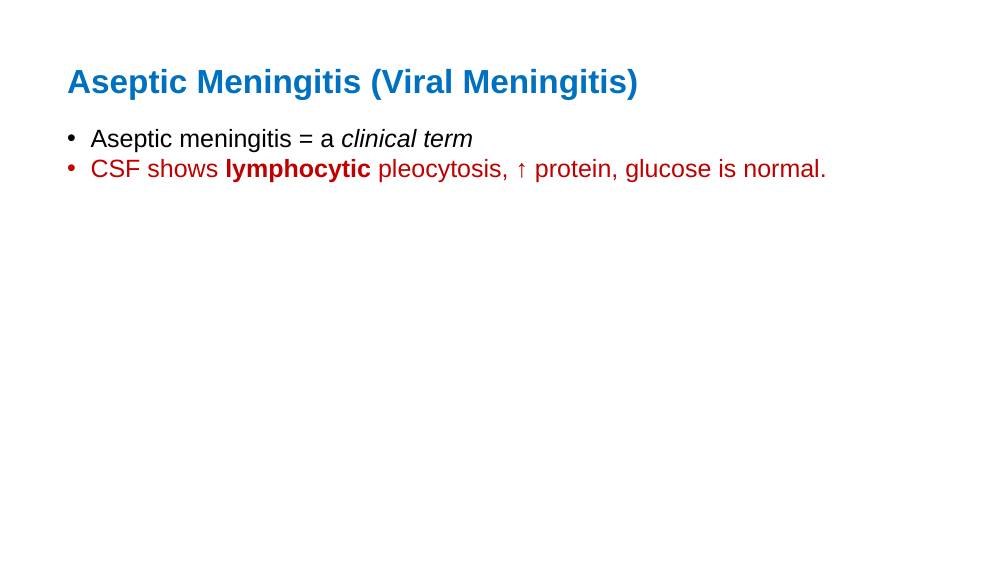 Aseptic Meningitis (Viral Meningitis)
• Aseptic meningitis = a clinical term
• CSF shows lymphocytic pleocytosis, ↑ protein, glucose is normal.